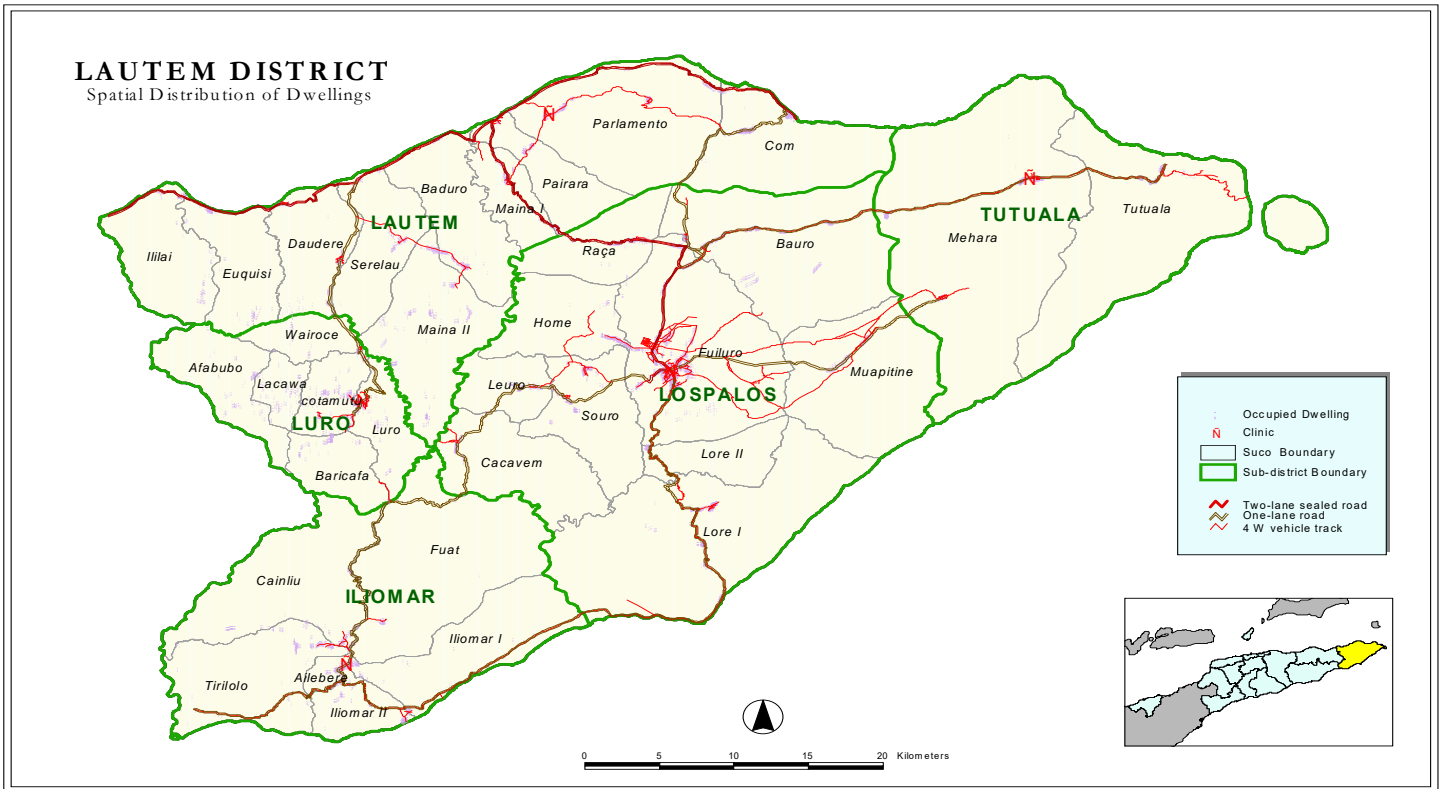 LAUTEM DISTRICT
Spatial Distribution of Dwellings
Parlamento
Com
Pairara
Baduro
Maina I
LAUTEM
TUTUALA
Tutuala
Mehara
Ililai
Daudere
Euquisi
Serelau
Raça
Bauro
Maina II
Home
Wairoce
Afabubo
Lacawa
cotamutu
LURO
Luro
Baricafa
Leuro
Souro
Fuiluro
LOSPALOS
Muapitine
Cacavem
Lore II
Lore I
Fuat
Cainliu
ILIOMAR
Iliomar I
Tirilolo
Ailebere
Iliomar II
Ñ
Ñ
Ñ
Occupied Dwelling
Ñ Clinic
Suco Boundary
Sub-district Boundary
Two-lane sealed road
One-lane road
4 W vehicle track
0 5 10 15 20 Kilometers